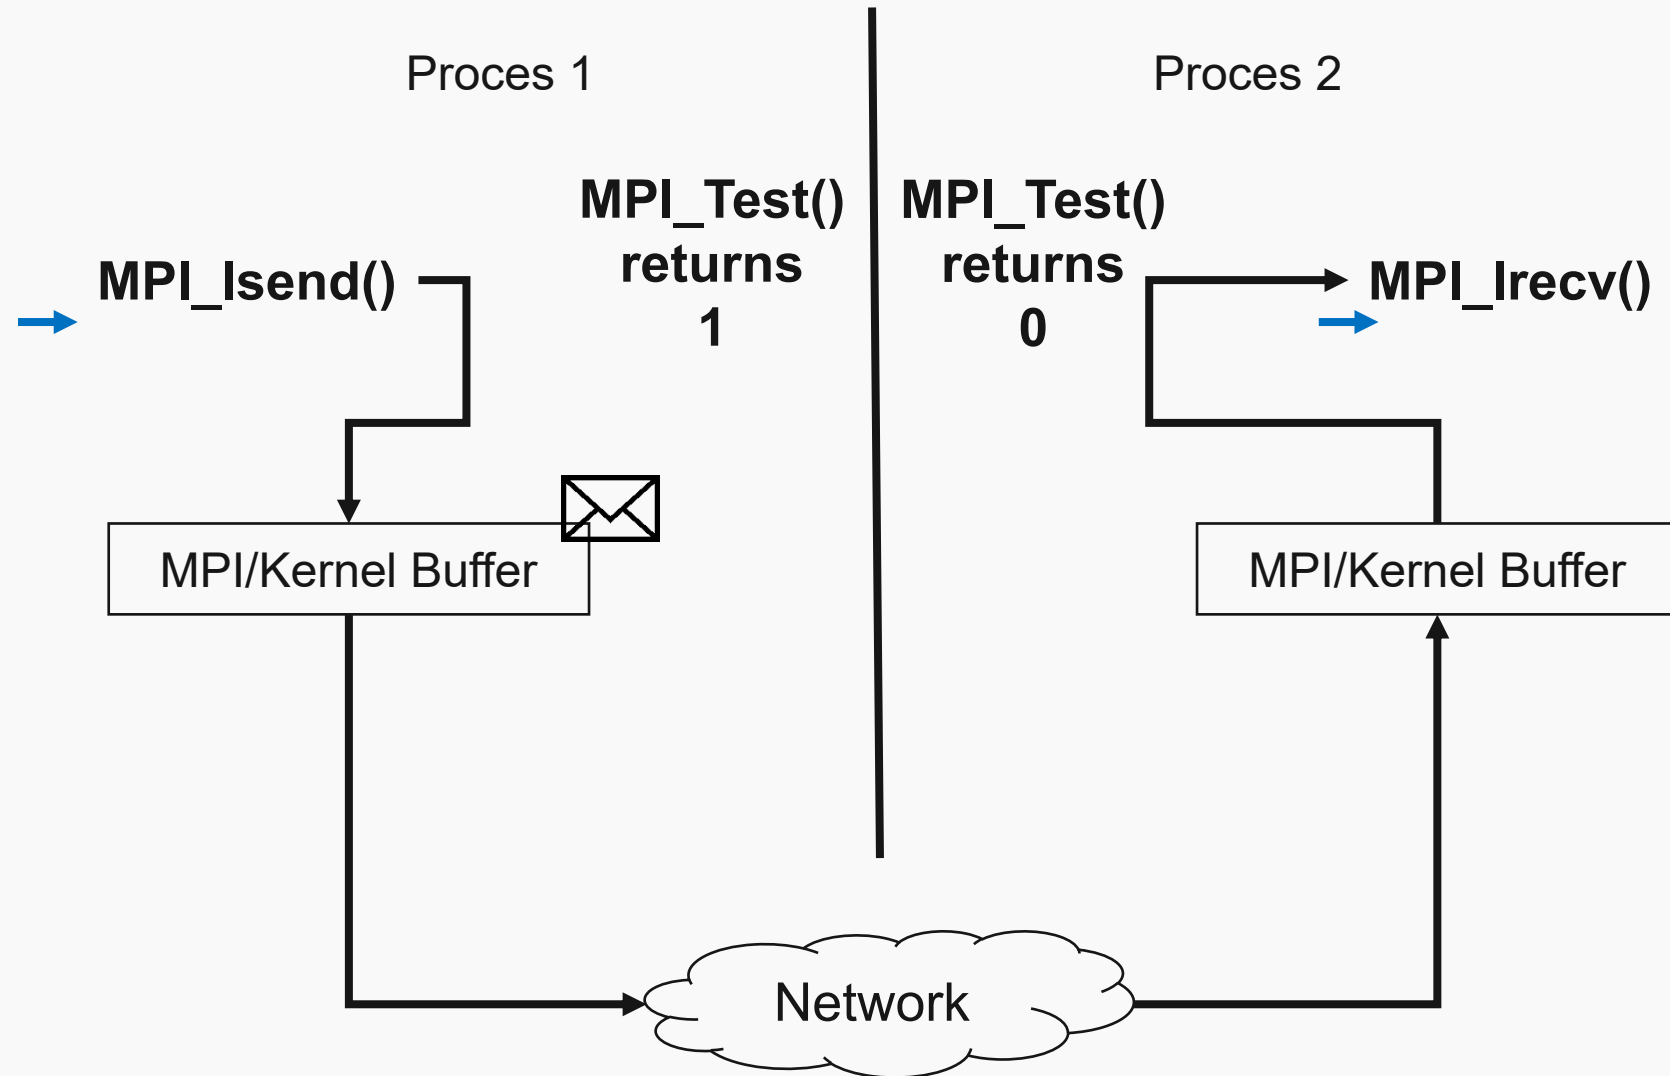 Proces 1
Proces 2
MPI_Test()
returns
1
MPI_Test()
returns
0
MPI_Isend()
MPI_Irecv()
MPI/Kernel Buffer
MPI/Kernel Buffer
Network